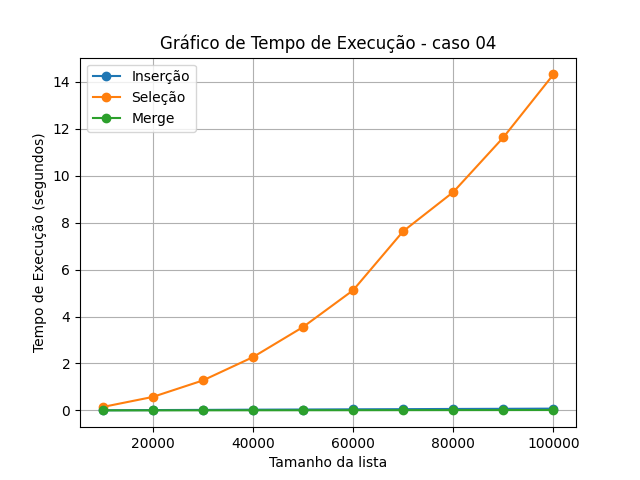 Gráfico de Tempo de Execução - caso 04
Inserção
Seleção
Merge
Tempo de Execução (segundos)
14
12
10
8
6
4
2
0
20000 40000 60000 80000 100000
Tamanho da lista